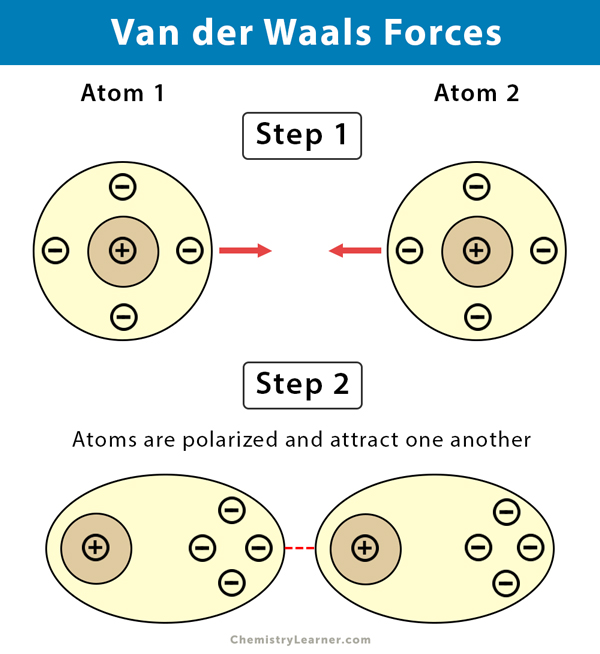 Van der Waals Forces
Atom 1
Atom 2
Step 1
−
−
+
−
−
−
−
+
−
−
Step 2
Atoms are polarized and attract one another
−
+
−
−
−
−
+
−
−
−
ChemistryLearner.com